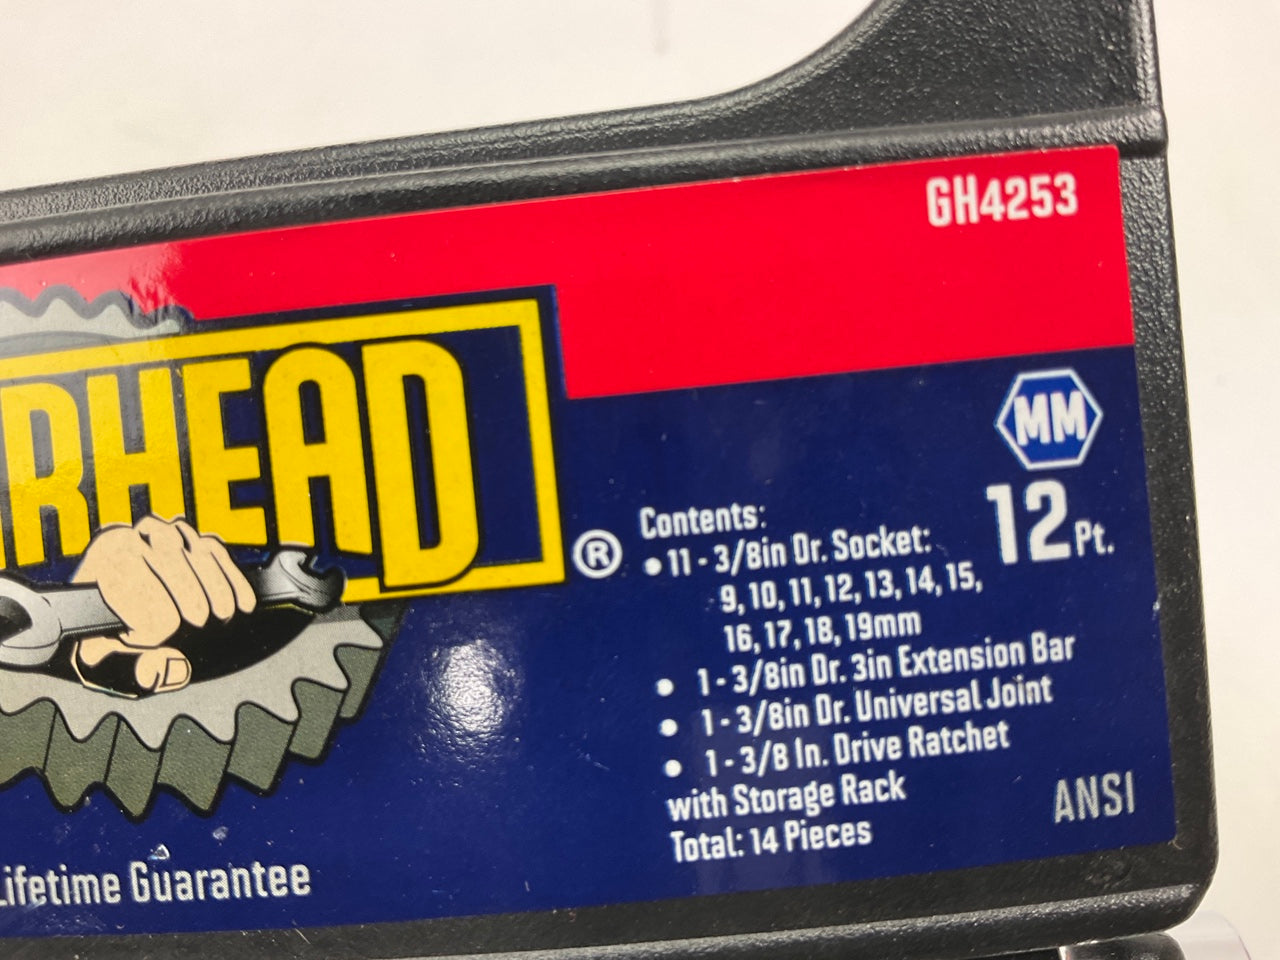 GH4253
RHEAD
®
MM
12 Pt.
Contents:
• 11 - 3/8in Dr. Socket:
9, 10, 11, 12, 13, 14, 15,
16, 17, 18, 19mm
• 1 - 3/8in Dr. 3in Extension Bar
• 1 - 3/8in Dr. Universal Joint
• 1 - 3/8 In. Drive Ratchet
with Storage Rack
Total: 14 Pieces
ANSI
Lifetime Guarantee